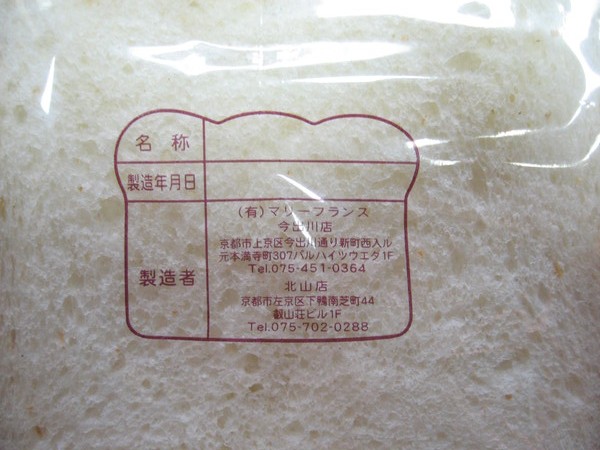 名 称
製造年月日
製造者
(有)マリーフランス
今出川店
京都市上京区今出川通り新町西入ル
元本満寺町307パルハイツウエダ1F
Tel.075-451-0364
北山店
京都市左京区下鴨南芝町44
叡山荘ビル1F
Tel.075-702-0288